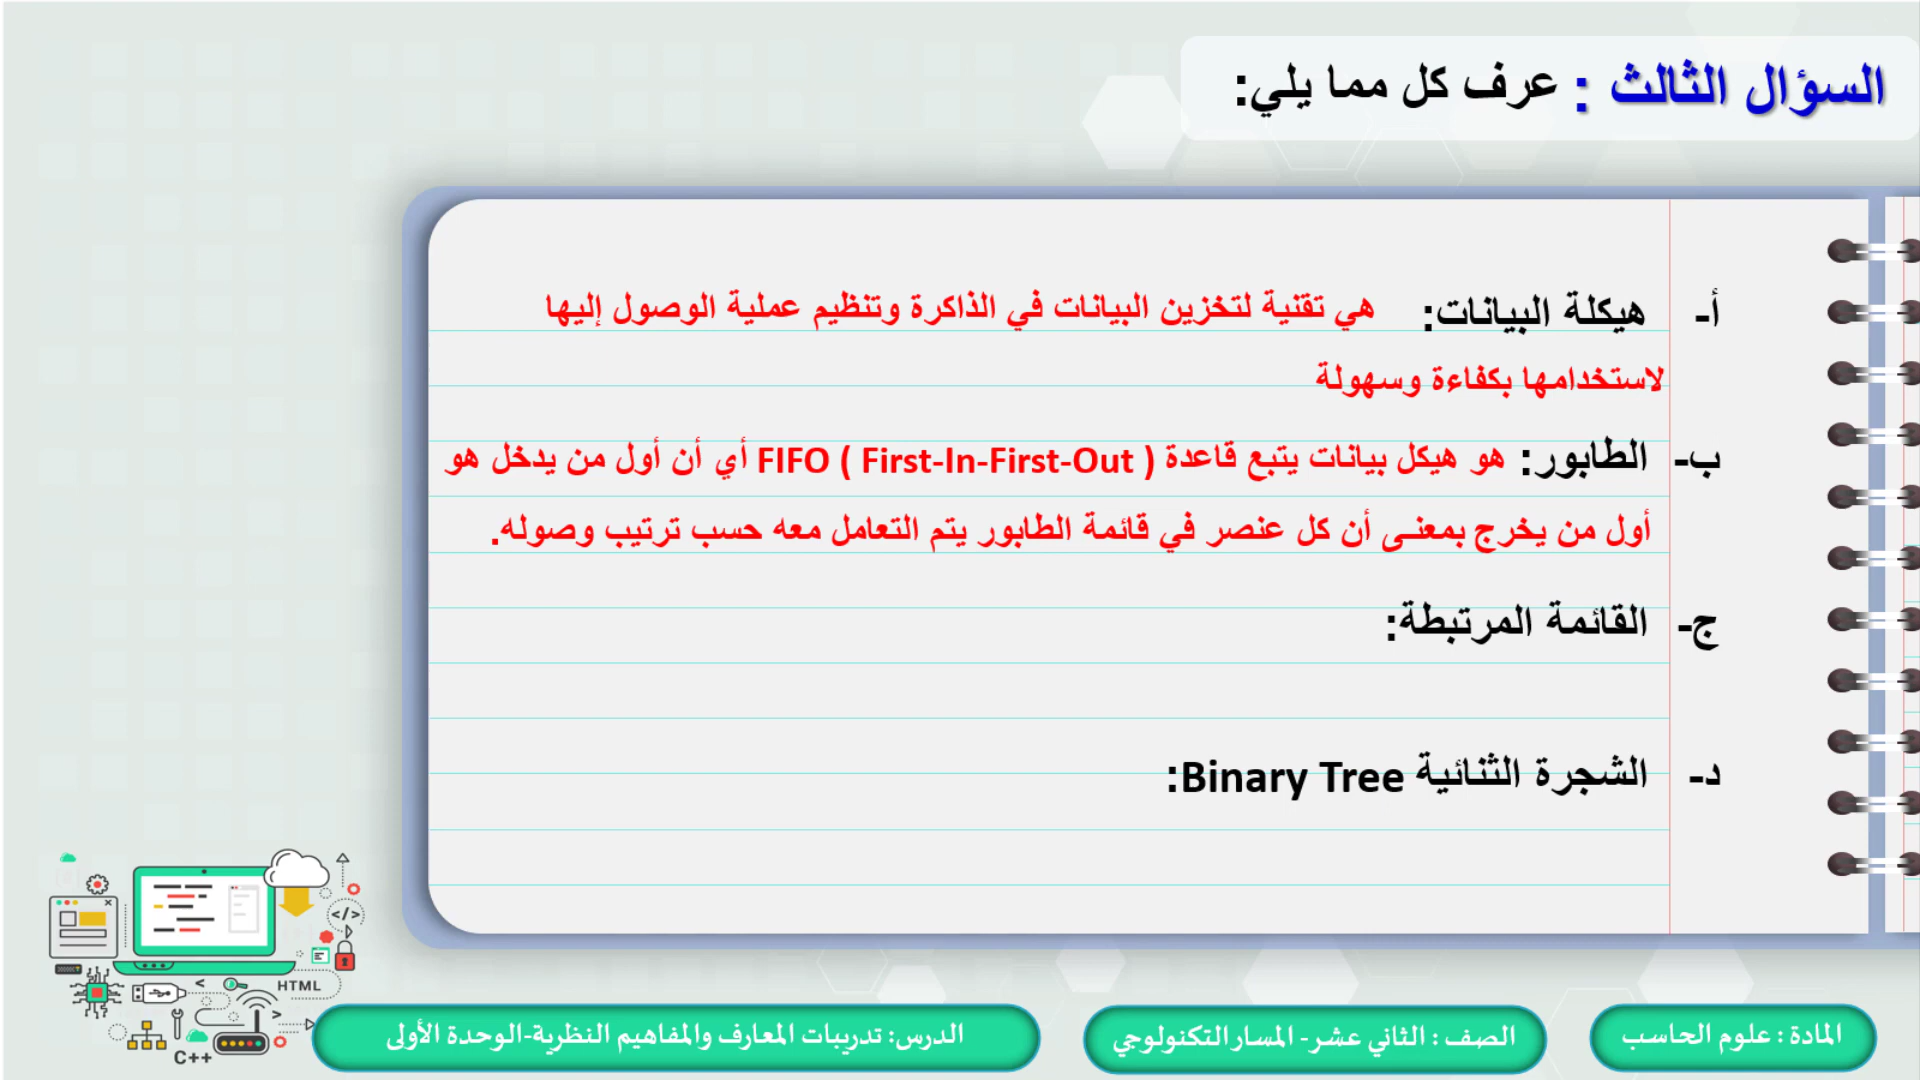 السؤال الثالث : عرف كل مما يلي:
أ- هيكلة البيانات: هي تقنية لتخزين البيانات في الذاكرة وتنظيم عملية الوصول إليها
لاستخدامها بكفاءة وسهولة
ب- الطابور: هو هيكل بيانات يتبع قاعدة FIFO ( First-In-First-Out ) أي أن أول من يدخل هو
أول من يخرج بمعنى أن كل عنصر في قائمة الطابور يتم التعامل معه حسب ترتيب وصوله.
ج- القائمة المرتبطة:
د- الشجرة الثنائية Binary Tree:
</>
HTML
C++
المادة : علوم الحاسب
الصف : الثاني عشر- المسار التكنولوجي
الدرس: تدريبات المعارف والمفاهيم النظرية-الوحدة الأولى